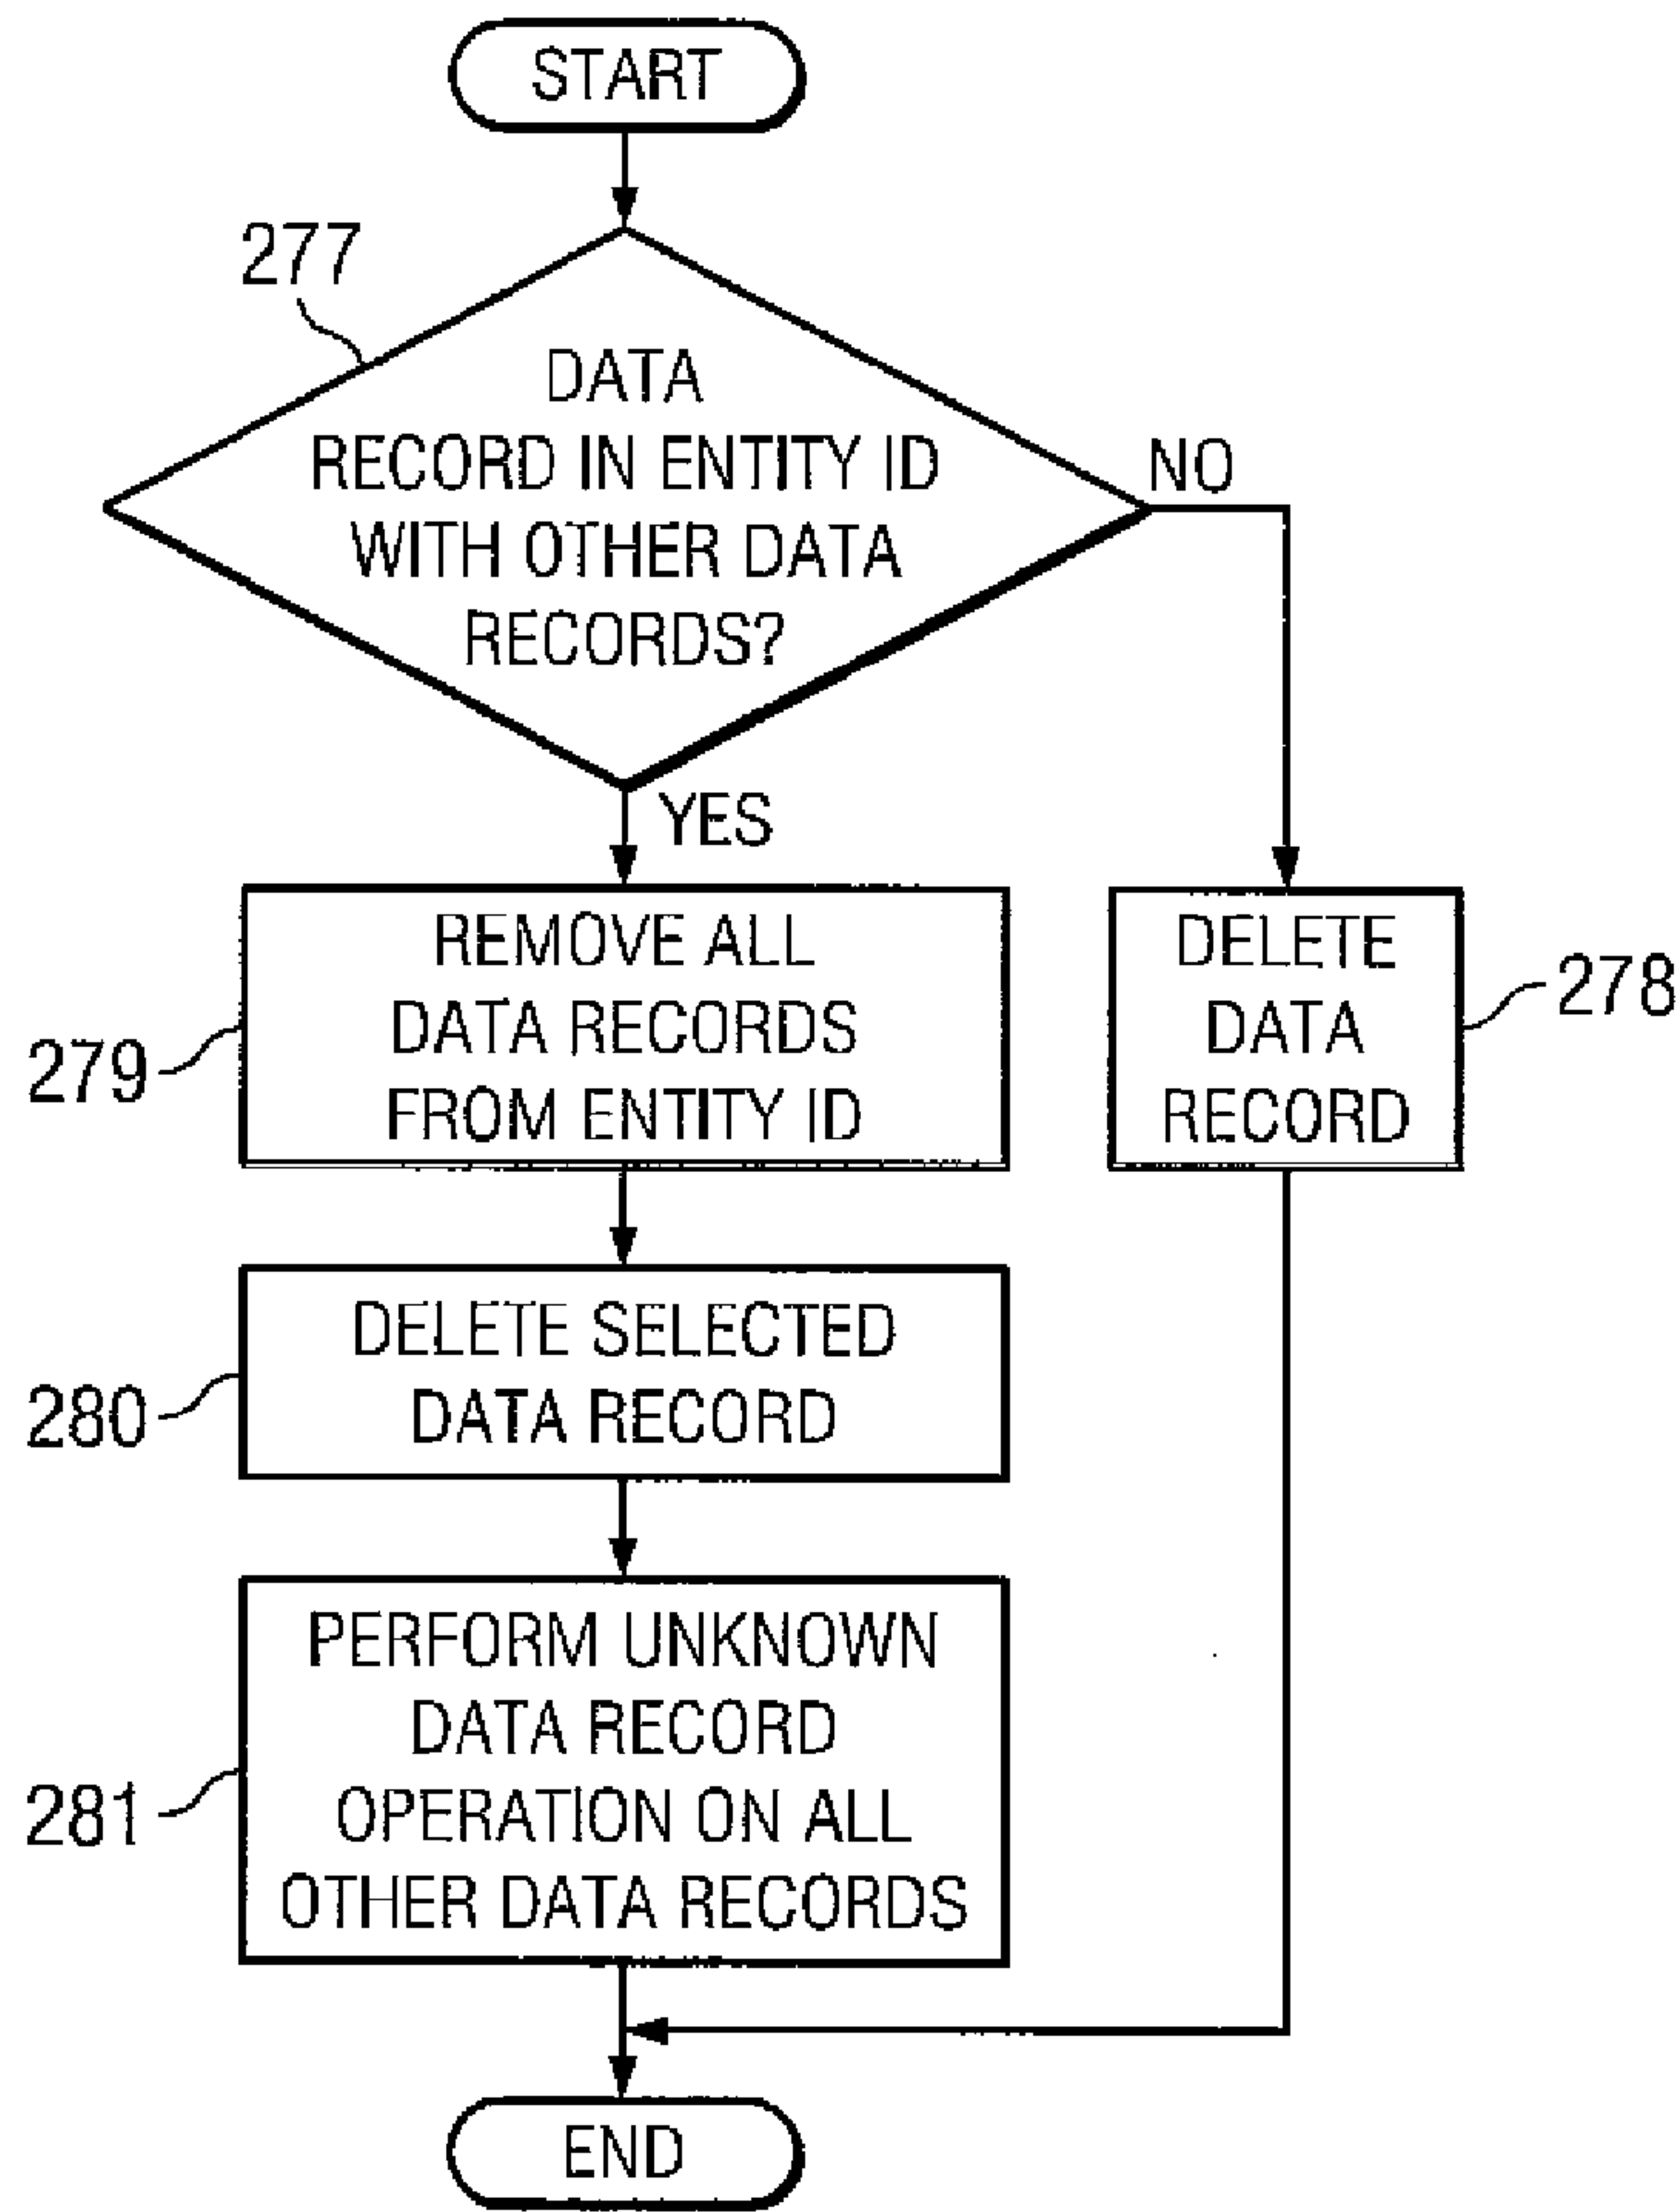 START
277
DATA
RECORD IN ENTITY ID
WITH OTHER DATA
RECORDS?
NO
YES
REMOVE ALL
DATA RECORDS
FROM ENTITY ID
279
DELETE
DATA
RECORD
278
DELETE SELECTED
DATA RECORD
280
PERFORM UNKNOWN
DATA RECORD
OPERATION ON ALL
OTHER DATA RECORDS
281
END